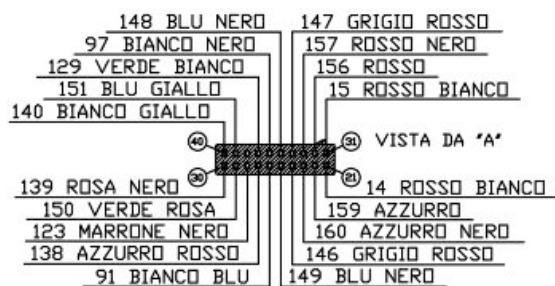 148 BLU NERO
147 GRIGIO ROSSO
97 BIANCO NERO
157 ROSSO NERO
129 VERDE BIANCO
156 ROSSO
151 BLU GIALLO
15 ROSSO BIANCO
140 BIANCO GIALLO
40
31
VISTA DA "A"
30
21
139 ROSA NERO
14 ROSSO BIANCO
150 VERDE ROSA
159 AZZURRO
123 MARRONE NERO
160 AZZURO NERO
138 AZZURRO ROSSO
146 GRIGIO ROSSO
91 BIANCO BLU
149 BLU NERO